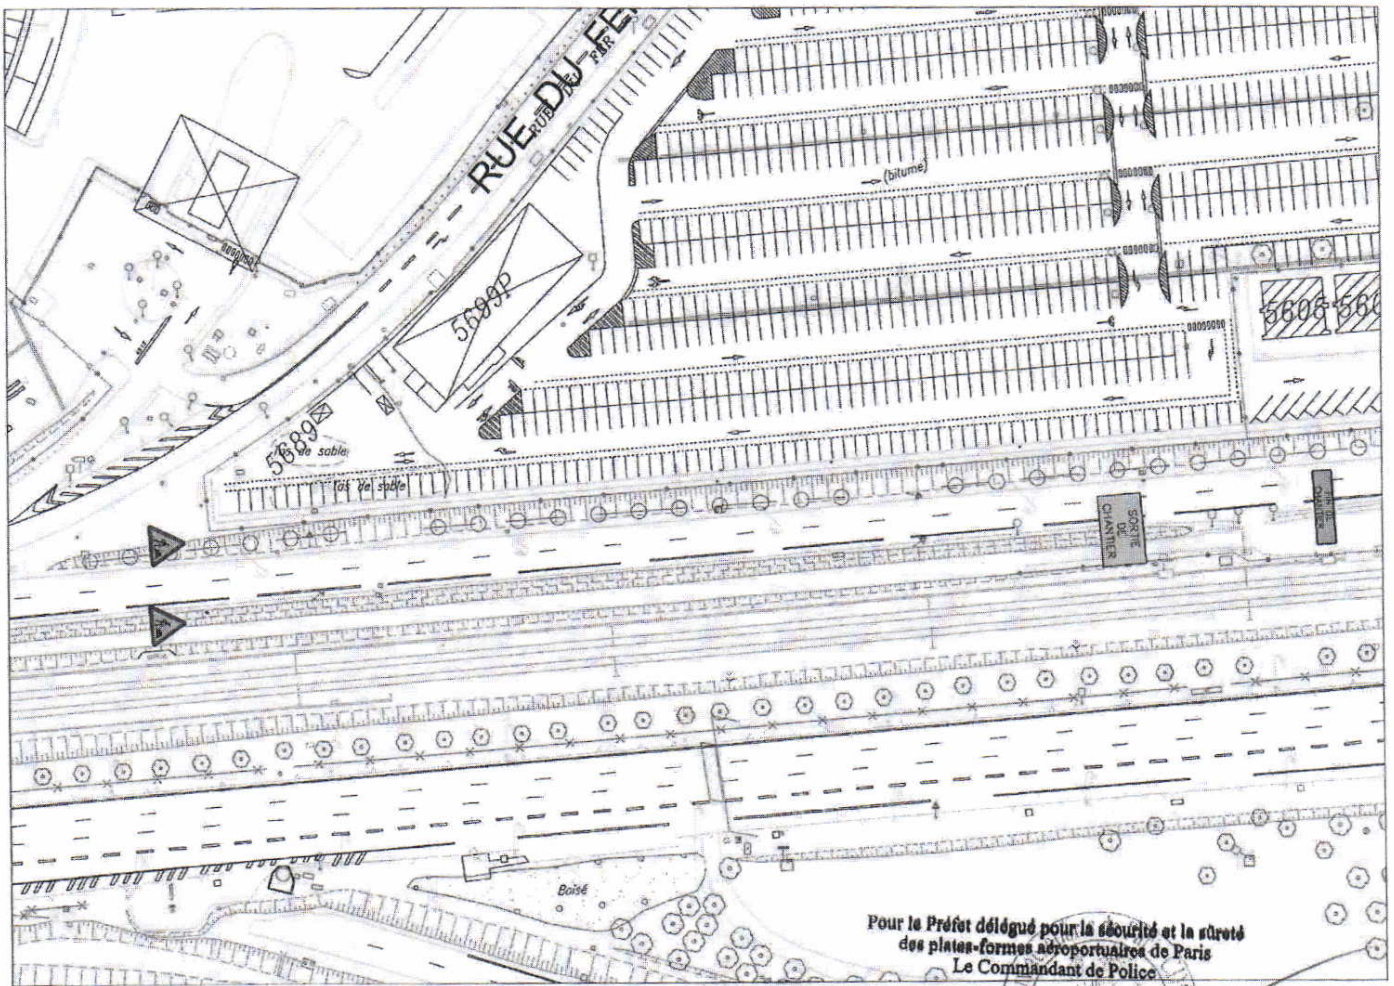 RUE DU FER
RUE DU FER
(bitume)
5699P
5605
5689
Tas de sable
Tas de sable
SORTIE
DE
CHANTIER
Boisé
Pour le Préfet délégué pour la sécurité et la sûreté
des plates-formes aéroportuaires de Paris
Le Commandant de Police